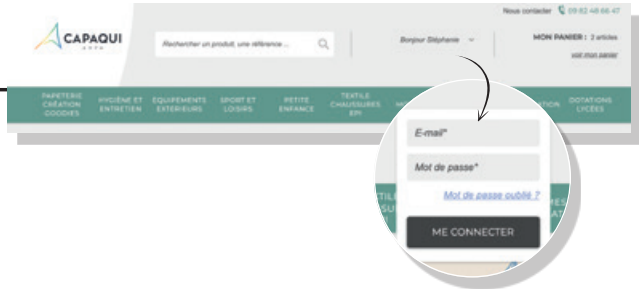 Nous contacter 09 62 48 66 47
CAPAQUI
Rechercher un produit, une référence ...
Bonjour Stéphanie
MON PANIER : 2 articles
voir mon panier
PAPETERIE
CRÉATION
GOODIES
HYGIÈNE ET
ENTRETIEN
EQUIPEMENTS
EXTERIEURS
SPORT ET
LOISIRS
PETITE
ENFANCE
TEXTILE
CHAUSSURES
EPI
DOTATIONS
LYCÉES
E-mail*
Mot de passe*
Mot de passe oublié ?
ME CONNECTER